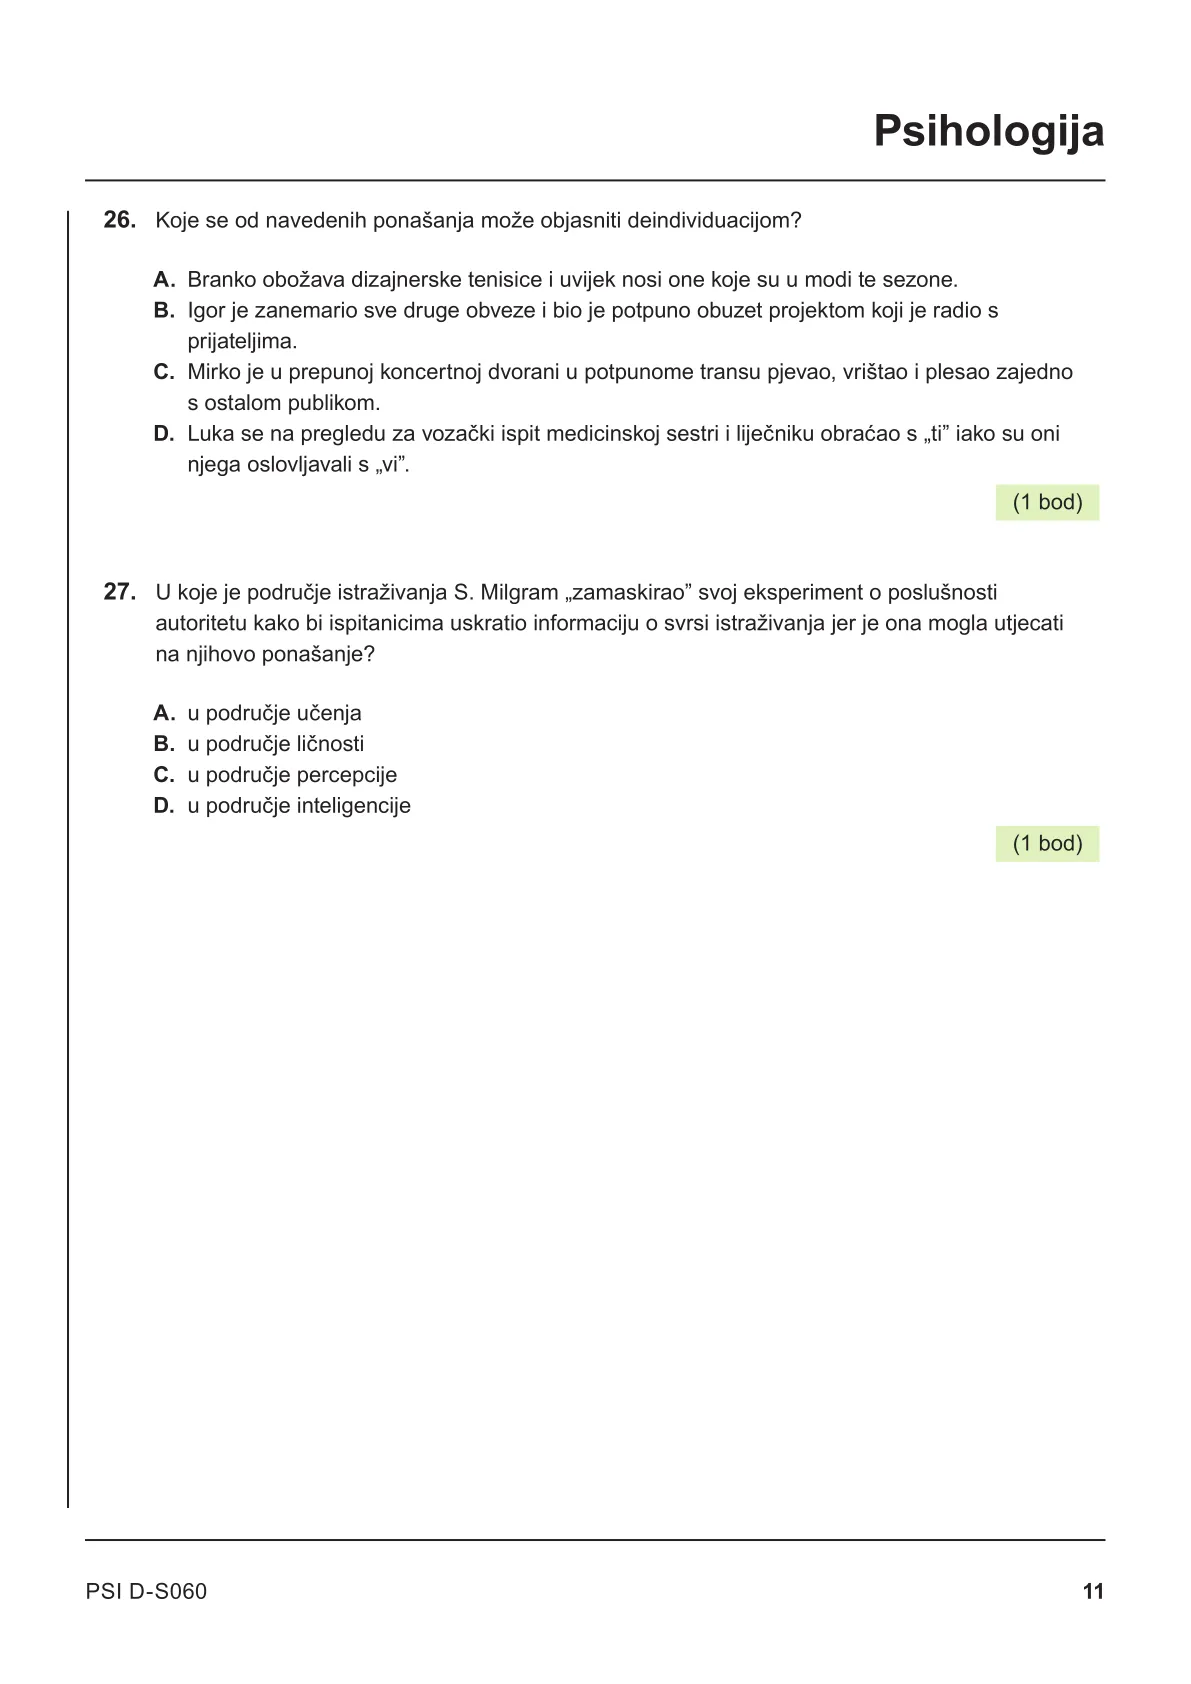 Psihologija
26. Koje se od navedenih ponašanja može objasniti deindividuacijom?
A. Branko obožava dizajnerske tenisice i uvijek nosi one koje su u modi te sezone.
B. Igor je zanemario sve druge obveze i bio je potpuno obuzet projektom koji je radio s
prijateljima.
C. Mirko je u prepunoj koncertnoj dvorani u potpunome transu pjevao, vrištao i plesao zajedno
s ostalom publikom.
D. Luka se na pregledu za vozački ispit medicinskoj sestri i liječniku obraćao s „ti” iako su oni
njega oslovljavali s „vi”.
(1 bod)
27. U koje je područje istraživanja S. Milgram „zamaskirao” svoj eksperiment o poslušnosti
autoritetu kako bi ispitanicima uskratio informaciju o svrsi istraživanja jer je ona mogla utjecati
na njihovo ponašanje?
A. u područje učenja
B. u područje ličnosti
C. u područje percepcije
D. u područje inteligencije
(1 bod)
PSI D-S060
11